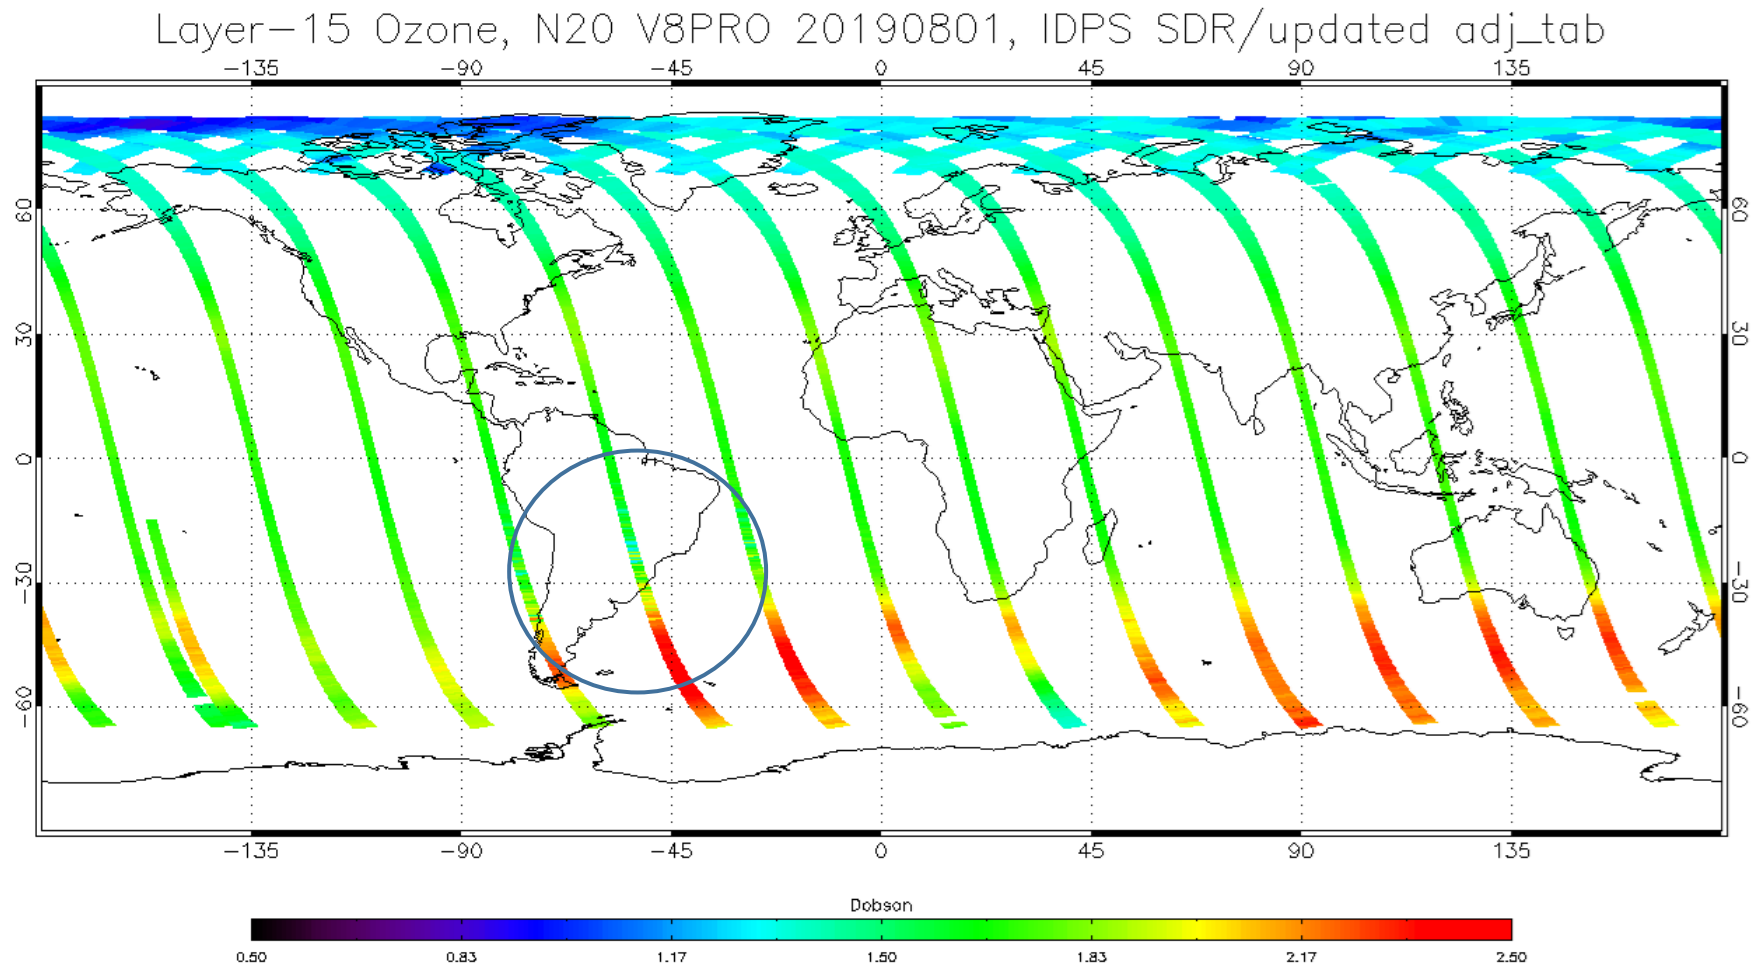 Layer-15 Ozone, N20 V8PRO 20190801, IDPS SDR/updated adj_tab
-135 -90 -45 0 45 90 135
60 60
30 30
0 0
-30 -30
-60 -60
-135 -90 -45 0 45 90 135
Dobson
0.50 0.83 1.17 1.50 1.83 2.17 2.50